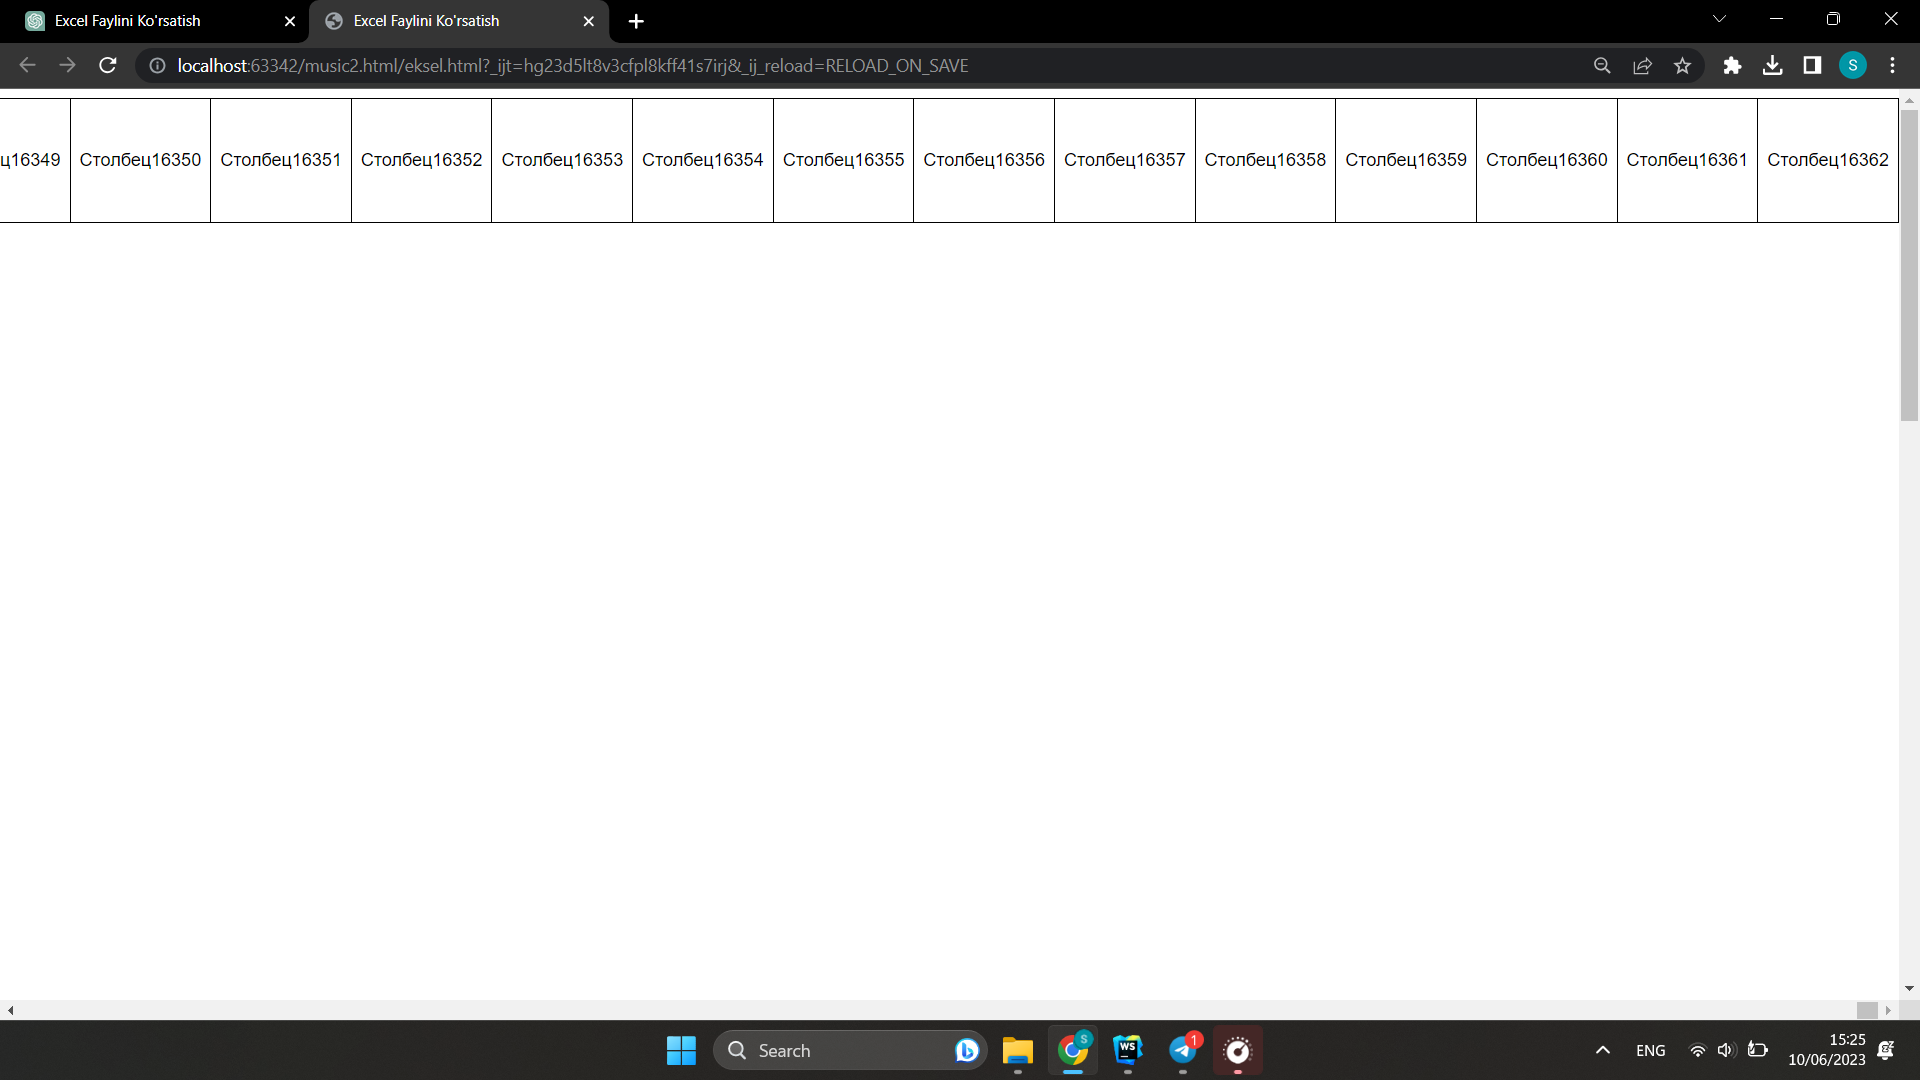 Excel Faylini Ko'rsatish
Excel Faylini Ko'rsatish
localhost:63342/music2.html/eksel.html?_ijt=hg23d5lt8v3cfpl8kff41s7irj&_ij_reload=RELOAD_ON_SAVE
S
ц16349 Столбец16350 Столбец16351 Столбец16352 Столбец16353 Столбец16354 Столбец16355 Столбец16356 Столбец16357 Столбец16358 Столбец16359 Столбец16360 Столбец16361 Столбец16362
Search
S
WS
1
ENG
15:25
10/06/2023